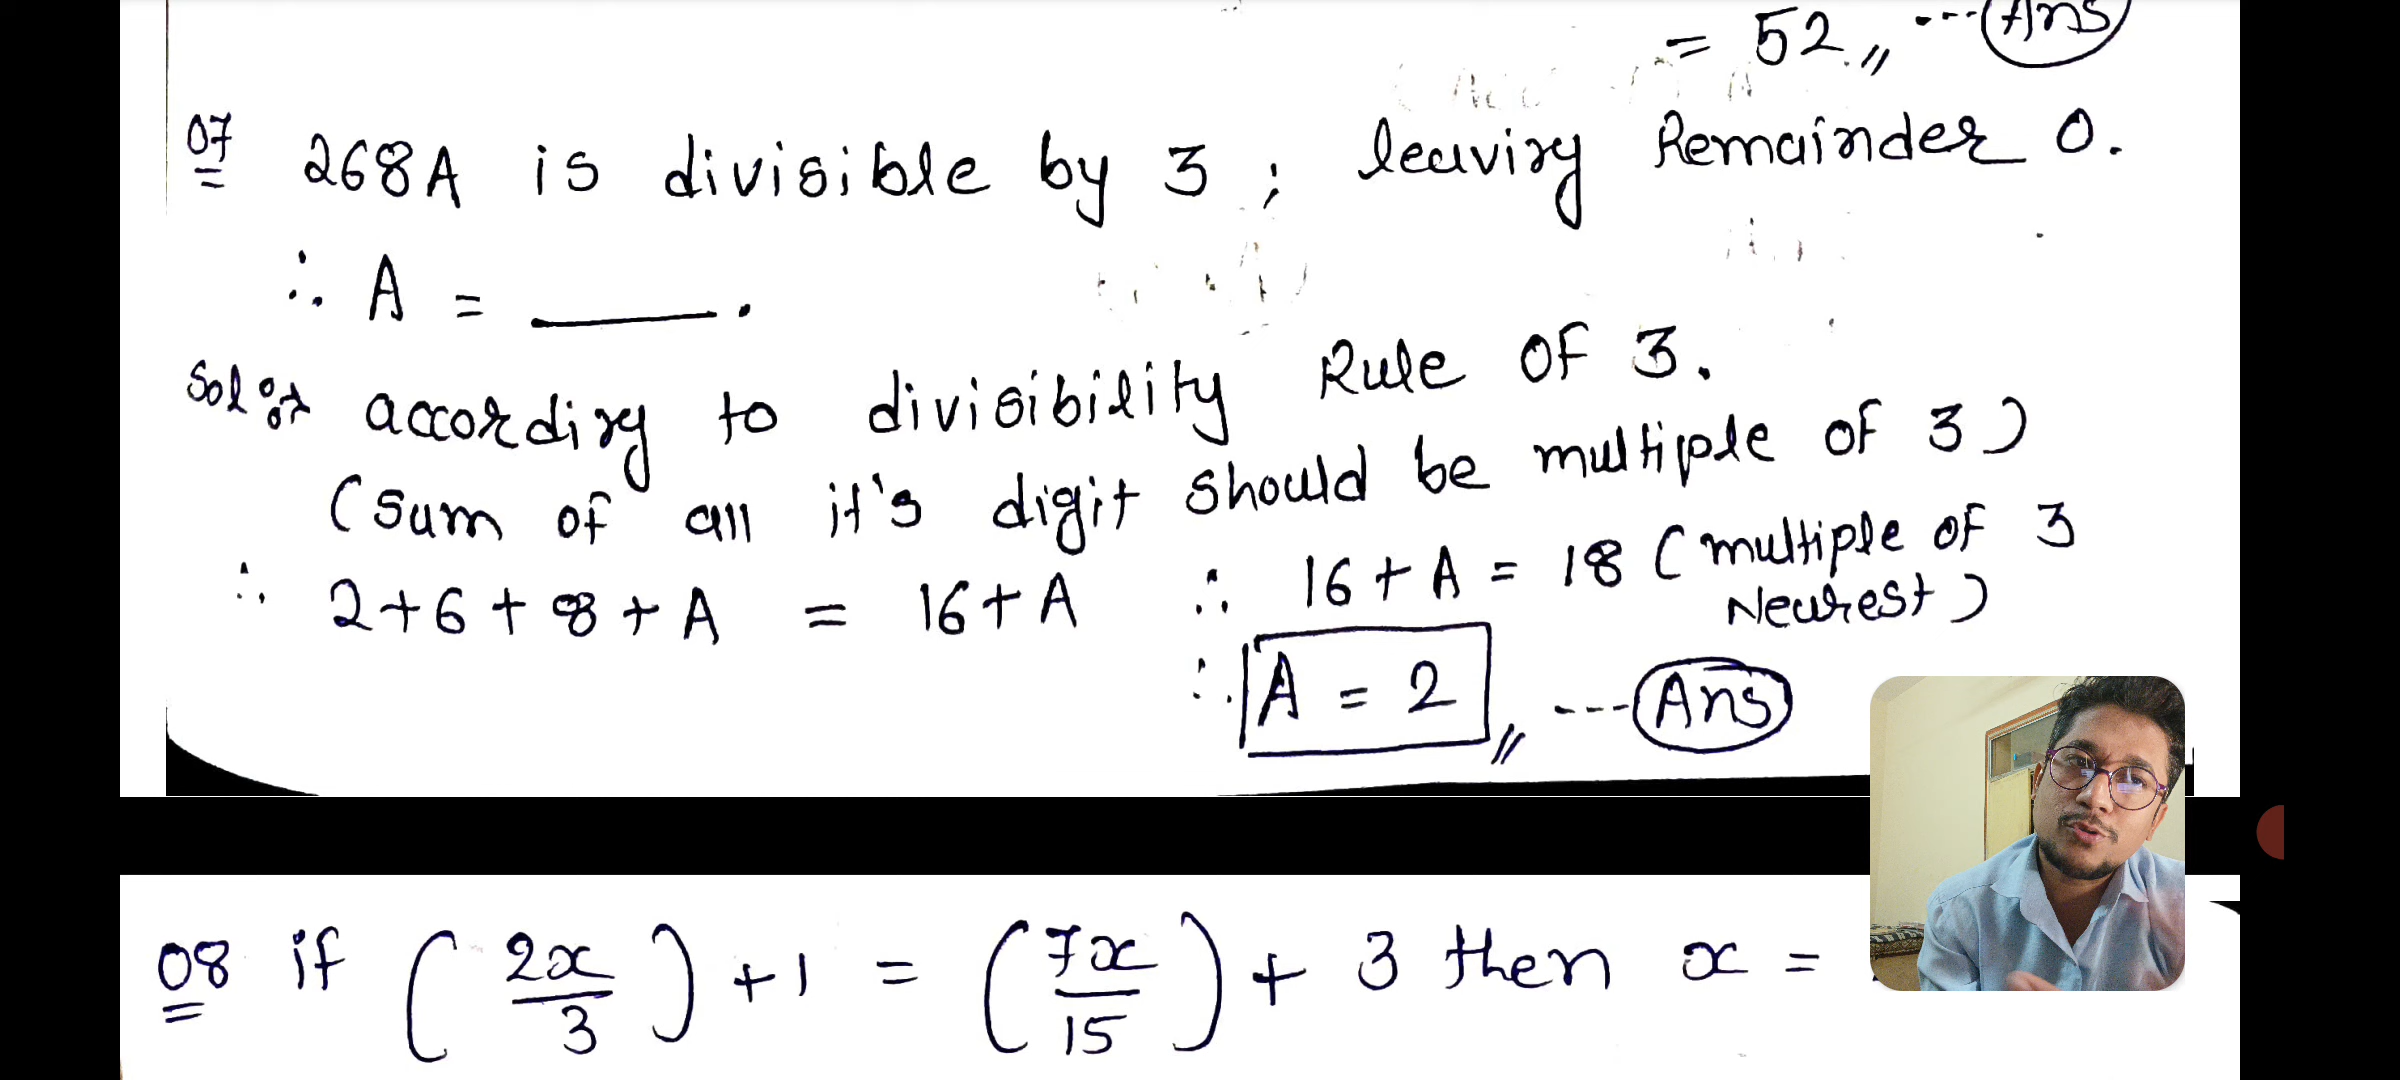 = 52 ,, ---(Ans)
07 268A is divisible by 3 ; leaving Remainder 0.
∴ A = ______.
Solⁿ: according to divisibility Rule OF 3.
(sum of all it's digit should be multiple of 3)
∴ 2+6+8+A = 16+A ∴ 16+A = 18 (multiple of 3
Nearest)
∴ A = 2 ,, ---(Ans)
08 if (2x/3) +1 = (7x/15) + 3 then x =